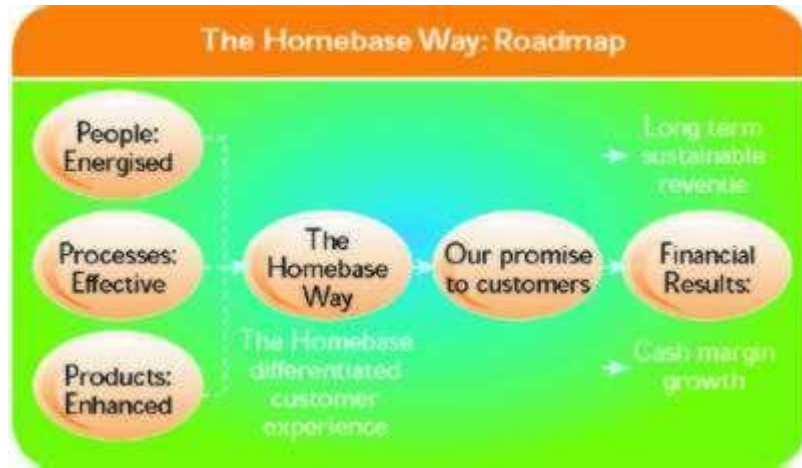 The Homebase Way: Roadmap
People:
Energised
Processes:
Effective
Products:
Enhanced
The
Homebase
Way
The Homebase
differentiated
customer
experience
Our promise
to customers
Long term
sustainable
revenue
Financial
Results:
Cash margin
growth